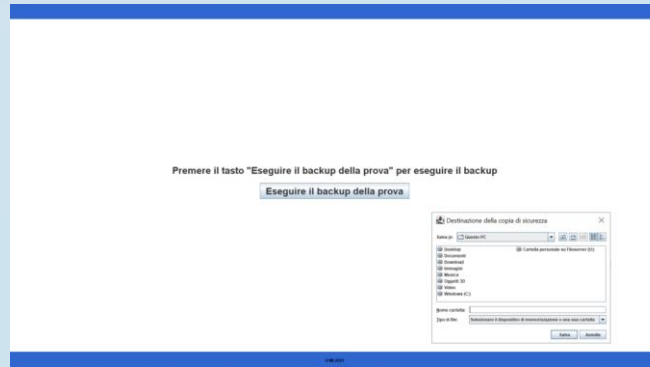 Premere il tasto "Eseguire il backup della prova" per eseguire il backup
Eseguire il backup della prova
Destinazione della copia di sicurezza
Salva in: Questo PC
Desktop
Documenti
Download
Immagini
Musica
Oggetti 3D
Video
Windows (C:)
Cartella personale su Fileserver (U:)
Nome cartella:
Tipo di file: Selezionare il dispositivo di memorizzazione o una sua cartella
Salva Annulla